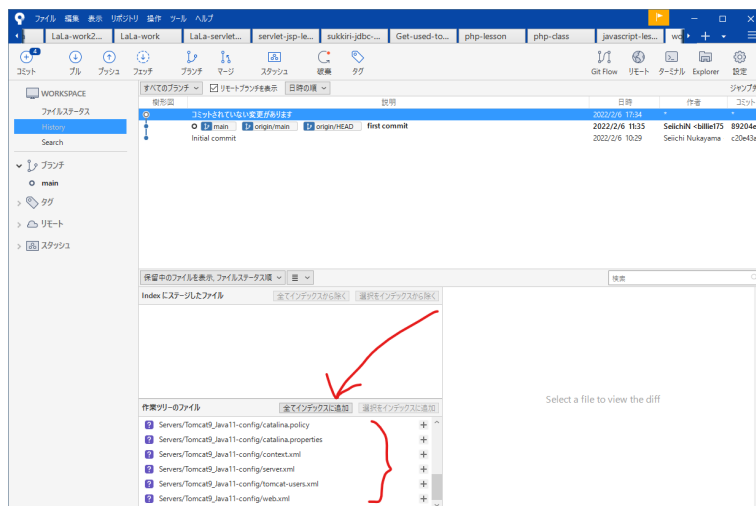 ファイル 編集 表示 リポジトリ 操作 ツール ヘルプ
LaLa-work2... LaLa-work LaLa-servlet... servlet-jsp-le... sukkiri-jdbc-... Get-used-to... php-lesson php-class javascript-les... wo
4
コミット プル プッシュ フェッチ ブランチ マージ スタッシュ 破棄 タグ Git Flow リモート ターミナル Explorer 設定
WORKSPACE
ファイルステータス
History
Search
ブランチ
main
タグ
リモート
スタッシュ
すべてのブランチ リモートブランチを表示 日時の順 ジャンプ
樹形図 説明 日時 作者 コミット
コミットされていない変更があります 2022/2/6 17:34 * *
main origin/main origin/HEAD first commit 2022/2/6 11:35 SeiichiN <billie175 89204e
Initial commit 2022/2/6 10:29 Seiichi Nukayama c20e43a
保留中のファイルを表示, ファイルステータス順 検索
Index にステージしたファイル 全てインデックスから除く 選択をインデックスから除く
作業ツリーのファイル 全てインデックスに追加 選択をインデックスに追加
Servers/Tomcat9_Java11-config/catalina.policy
Servers/Tomcat9_Java11-config/catalina.properties
Servers/Tomcat9_Java11-config/context.xml
Servers/Tomcat9_Java11-config/server.xml
Servers/Tomcat9_Java11-config/tomcat-users.xml
Servers/Tomcat9_Java11-config/web.xml
Select a file to view the diff